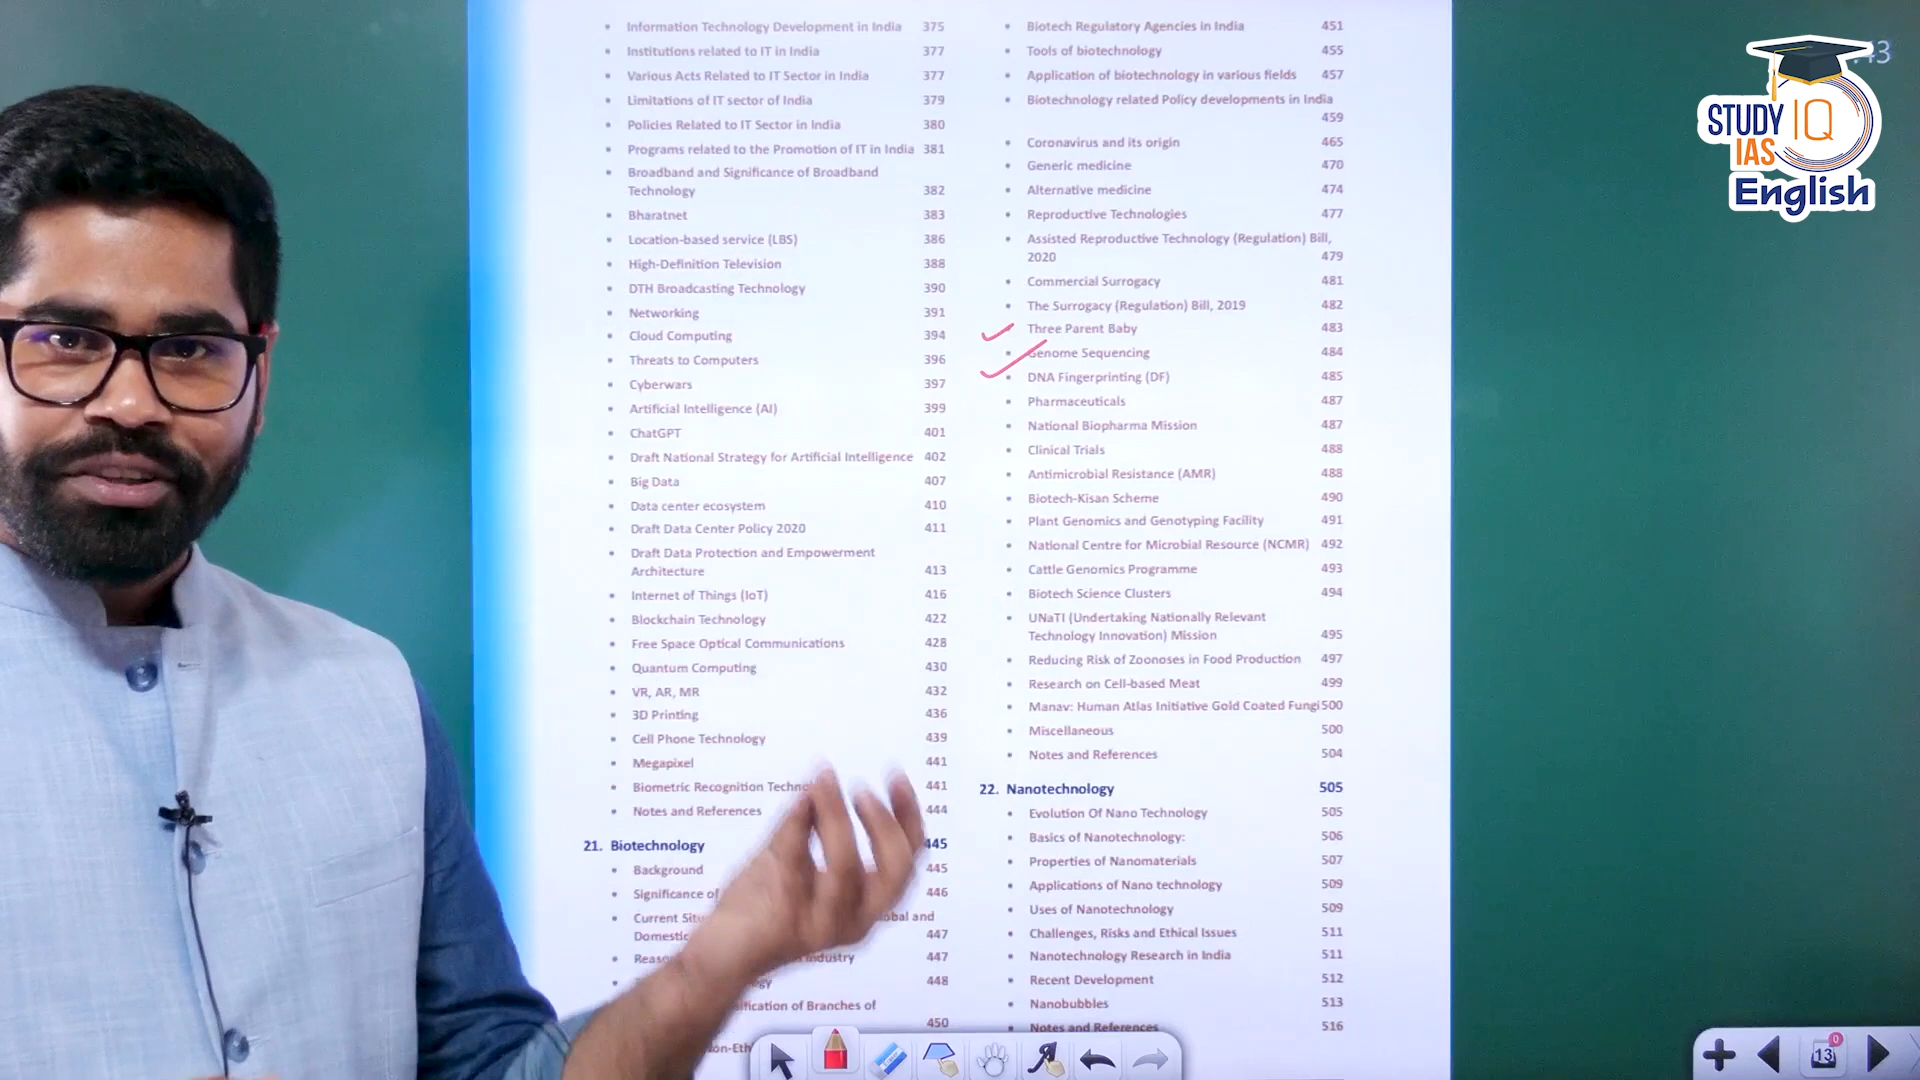 Information Technology Development in India 375
Institutions related to IT in India 377
Various Acts Related to IT Sector in India 377
Limitations of IT sector of India 379
Policies Related to IT Sector in India 380
Programs related to the Promotion of IT in India 381
Broadband and Significance of Broadband
Technology 382
Bharatnet 383
Location-based service (LBS) 386
High-Definition Television 388
DTH Broadcasting Technology 390
Networking 391
Cloud Computing 394
Threats to Computers 396
Cyberwars 397
Artificial Intelligence (AI) 399
ChatGPT 401
Draft National Strategy for Artificial Intelligence 402
Big Data 407
Data center ecosystem 410
Draft Data Center Policy 2020 411
Draft Data Protection and Empowerment
Architecture 413
Internet of Things (IoT) 416
Blockchain Technology 422
Free Space Optical Communications 428
Quantum Computing 430
VR, AR, MR 432
3D Printing 436
Cell Phone Technology 439
Megapixel 441
Biometric Recognition 441
Notes and References 444
21. Biotechnology 445
Background 445
Significance of 446
Current and
Domestic 447
Industry 447
448
of Branches of
450
Biotech Regulatory Agencies in India 451
Tools of biotechnology 455
Application of biotechnology in various fields 457
Biotechnology related Policy developments in India
459
Coronavirus and its origin 465
Generic medicine 470
Alternative medicine 474
Reproductive Technologies 477
Assisted Reproductive Technology (Regulation) Bill,
2020 479
Commercial Surrogacy 481
The Surrogacy (Regulation) Bill, 2019 482
Three Parent Baby 483
Genome Sequencing 484
DNA Fingerprinting (DF) 485
Pharmaceuticals 487
National Biopharma Mission 487
Clinical Trials 488
Antimicrobial Resistance (AMR) 488
Biotech-Kisan Scheme 490
Plant Genomics and Genotyping Facility 491
National Centre for Microbial Resource (NCMR) 492
Cattle Genomics Programme 493
Biotech Science Clusters 494
UNaTI (Undertaking Nationally Relevant
Technology Innovation) Mission 495
Reducing Risk of Zoonoses in Food Production 497
Research on Cell-based Meat 499
Manav: Human Atlas Initiative Gold Coated Fungi 500
Miscellaneous 500
Notes and References 504
22. Nanotechnology 505
Evolution Of Nano Technology 505
Basics of Nanotechnology: 506
Properties of Nanomaterials 507
Applications of Nano technology 509
Uses of Nanotechnology 509
Challenges, Risks and Ethical Issues 511
Nanotechnology Research in India 511
Recent Development 512
Nanobubbles 513
Notes and References 516
STUDY IQ
IAS
English
13
0